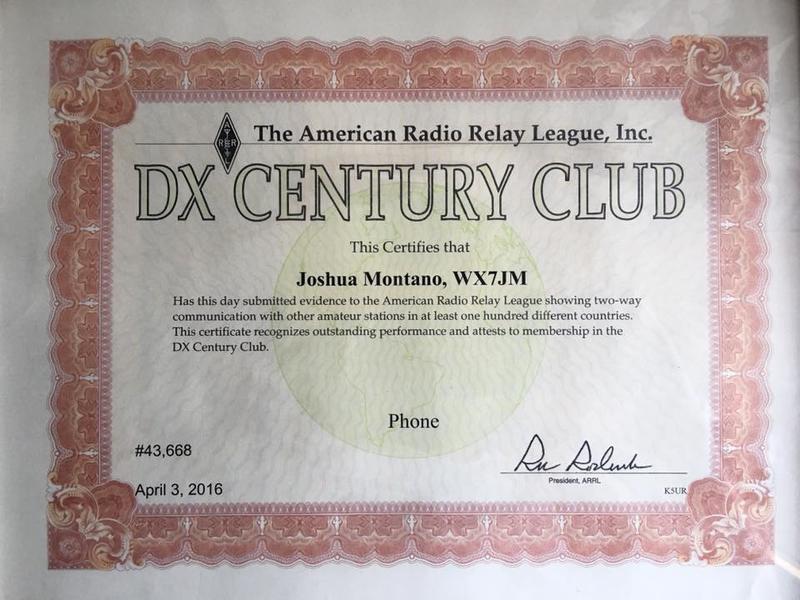 The American Radio Relay League, Inc.
A
R R
L
DX CENTURY CLUB
This Certifies that
Joshua Montano, WX7JM
Has this day submitted evidence to the American Radio Relay League showing two-way
communication with other amateur stations in at least one hundred different countries.
This certificate recognizes outstanding performance and attests to membership in the
DX Century Club.
Phone
#43,668
President, ARRL
April 3, 2016
K5UR